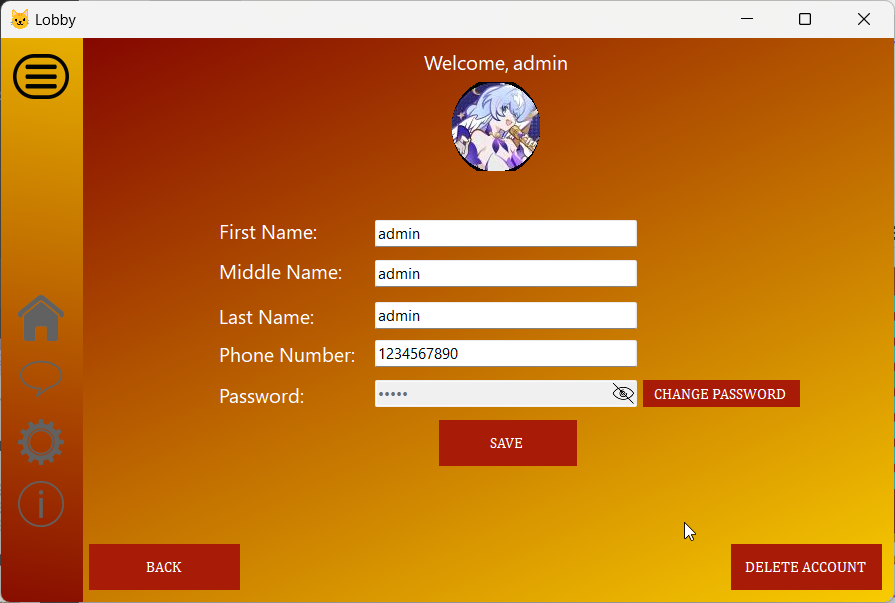 Lobby
Welcome, admin
First Name: admin
Middle Name: admin
Last Name: admin
Phone Number: 1234567890
Password: ••••• CHANGE PASSWORD
SAVE
BACK DELETE ACCOUNT